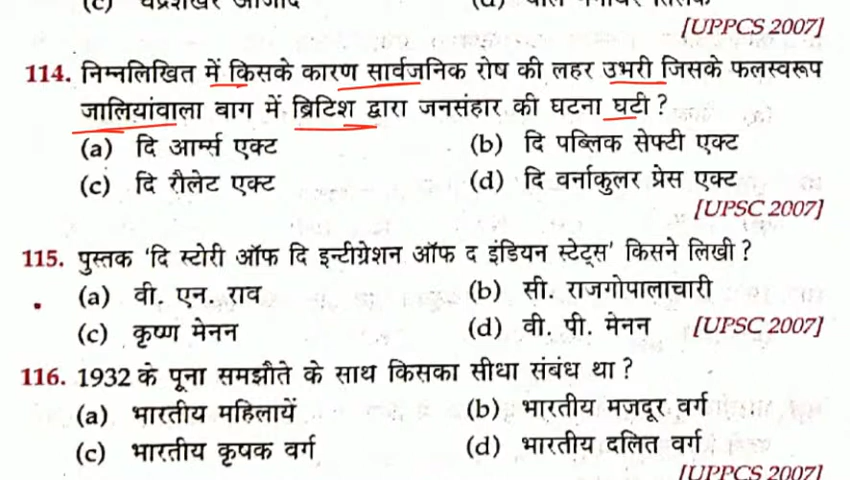 [UPPCS 2007]
114. निम्नलिखित में किसके कारण सार्वजनिक रोष की लहर उभरी जिसके फलस्वरूप
जालियांवाला वाग में ब्रिटिश द्वारा जनसंहार की घटना घटी ?
(a) दि आर्म्स एक्ट (b) दि पब्लिक सेफ्टी एक्ट
(c) दि रौलेट एक्ट (d) दि वर्नाकुलर प्रेस एक्ट
[UPSC 2007]
115. पुस्तक 'दि स्टोरी ऑफ दि इन्टीग्रेशन ऑफ द इंडियन स्टेट्स' किसने लिखी ?
(a) वी. एन. राव (b) सी. राजगोपालाचारी
(c) कृष्ण मेनन (d) वी. पी. मेनन [UPSC 2007]
116. 1932 के पूना समझौते के साथ किसका सीधा संबंध था ?
(a) भारतीय महिलायें (b) भारतीय मजदूर वर्ग
(c) भारतीय कृषक वर्ग (d) भारतीय दलित वर्ग
[UPPCS 2007]